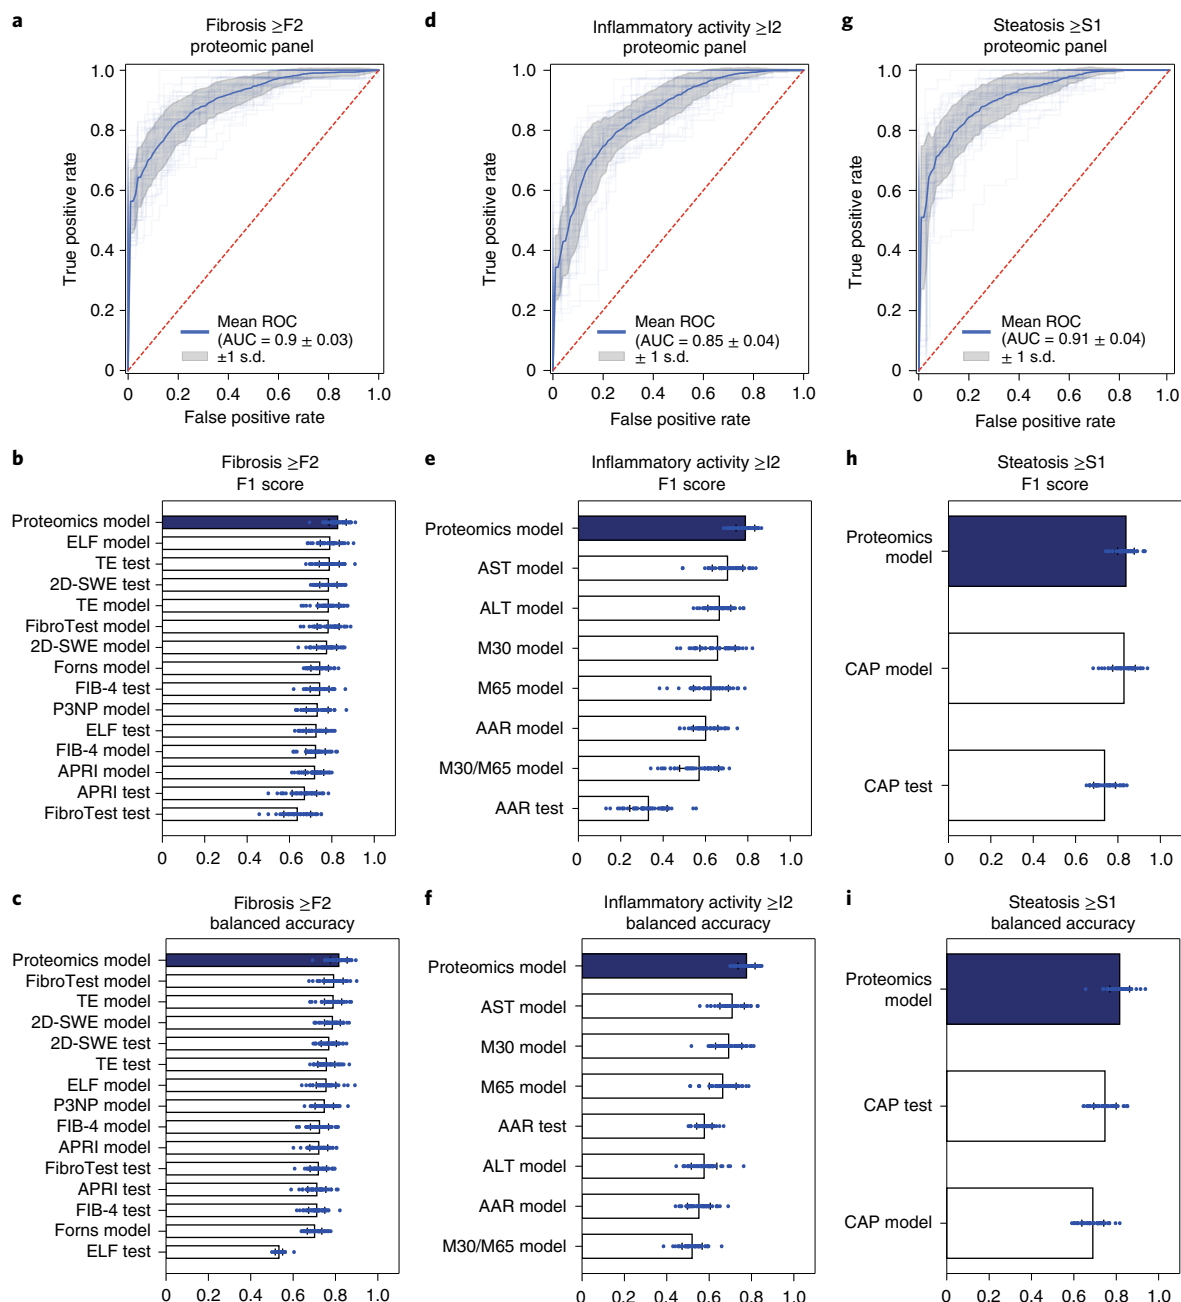 a
Fibrosis ≥F2
proteomic panel
1.0
0.8
0.6
0.4
0.2
0
True positive rate
Mean ROC
(AUC = 0.9 ± 0.03)
±1 s.d.
0 0.2 0.4 0.6 0.8 1.0
False positive rate
d
Inflammatory activity ≥I2
proteomic panel
1.0
0.8
0.6
0.4
0.2
0
True positive rate
Mean ROC
(AUC = 0.85 ± 0.04)
± 1 s.d.
0 0.2 0.4 0.6 0.8 1.0
False positive rate
g
Steatosis ≥S1
proteomic panel
1.0
0.8
0.6
0.4
0.2
0
True positive rate
Mean ROC
(AUC = 0.91 ± 0.04)
± 1 s.d.
0 0.2 0.4 0.6 0.8 1.0
False positive rate
b
Fibrosis ≥F2
F1 score
Proteomics model
ELF model
TE test
2D-SWE test
TE model
FibroTest model
2D-SWE model
Forns model
FIB-4 test
P3NP model
ELF test
FIB-4 model
APRI model
APRI test
FibroTest test
0 0.2 0.4 0.6 0.8 1.0
e
Inflammatory activity ≥I2
F1 score
Proteomics model
AST model
ALT model
M30 model
M65 model
AAR model
M30/M65 model
AAR test
0 0.2 0.4 0.6 0.8 1.0
h
Steatosis ≥S1
F1 score
Proteomics
model
CAP model
CAP test
0 0.2 0.4 0.6 0.8 1.0
c
Fibrosis ≥F2
balanced accuracy
Proteomics model
FibroTest model
TE model
2D-SWE model
2D-SWE test
TE test
ELF model
P3NP model
FIB-4 model
APRI model
FibroTest test
APRI test
FIB-4 test
Forns model
ELF test
0 0.2 0.4 0.6 0.8 1.0
f
Inflammatory activity ≥I2
balanced accuracy
Proteomics model
AST model
M30 model
M65 model
AAR test
ALT model
AAR model
M30/M65 model
0 0.2 0.4 0.6 0.8 1.0
i
Steatosis ≥S1
balanced accuracy
Proteomics
model
CAP test
CAP model
0 0.2 0.4 0.6 0.8 1.0